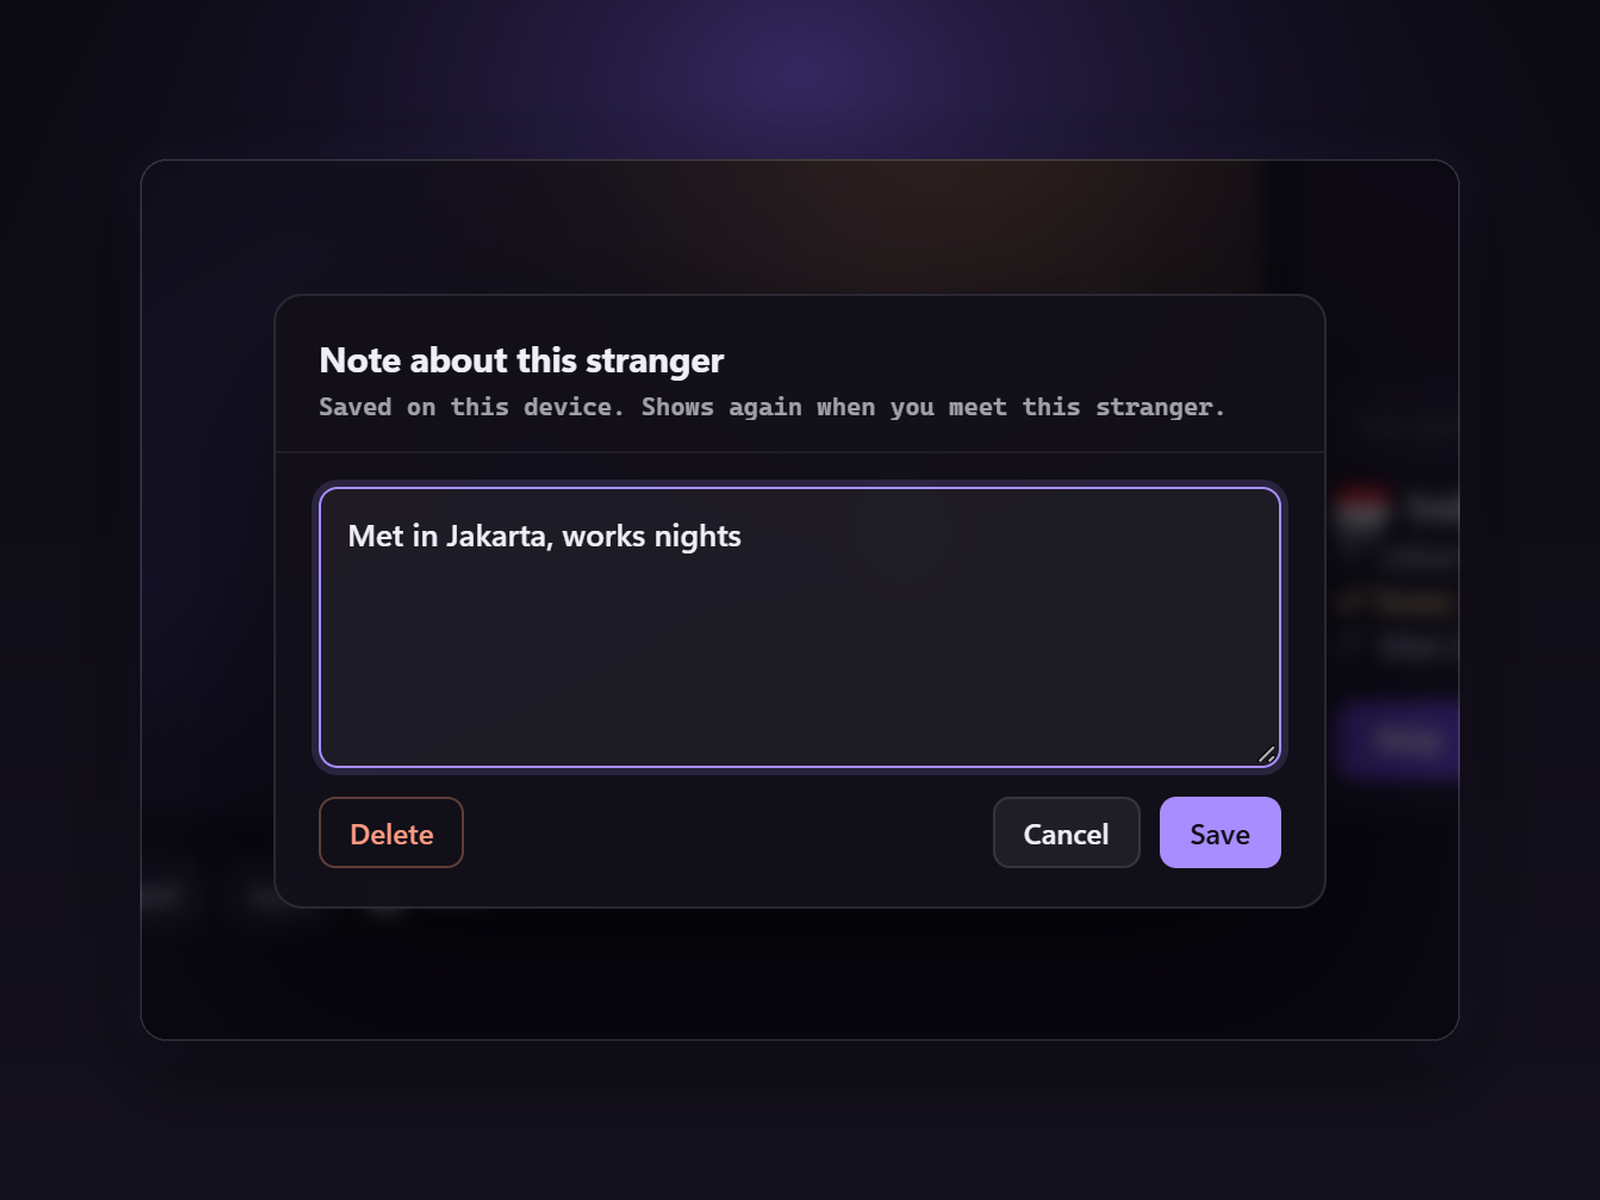 Note about this stranger
Saved on this device. Shows again when you meet this stranger.
Met in Jakarta, works nights
Delete
Cancel
Save